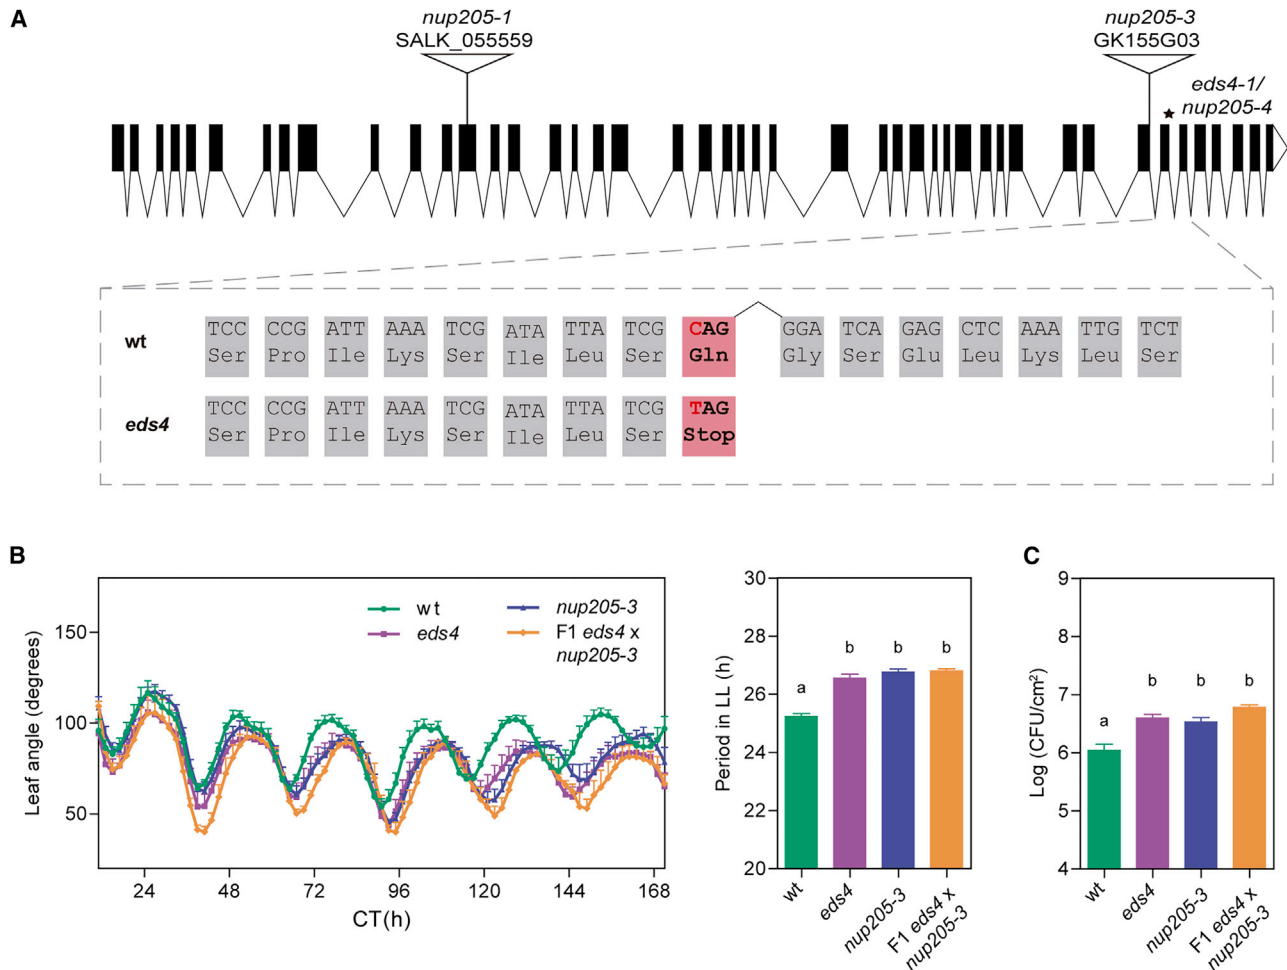 A
nup205-1
SALK_055559
nup205-3
GK155G03
eds4-1/
nup205-4
wt
TCC CCG ATT AAA TCG ATA TTA TCG CAG GGA TCA GAG CTC AAA TTG TCT
Ser Pro Ile Lys Ser Ile Leu Ser Gln Gly Ser Glu Leu Lys Leu Ser
eds4
TCC CCG ATT AAA TCG ATA TTA TCG TAG
Ser Pro Ile Lys Ser Ile Leu Ser Stop
B
Leaf angle (degrees)
150
100
50
wt
eds4
nup205-3
F1 eds4 x
nup205-3
24 48 72 96 120 144 168
CT(h)
Period in LL (h)
30
28
26
24
22
20
a b b b
wt
eds4
nup205-3
F1 eds4 x
nup205-3
C
Log (CFU/cm²)
9
8
7
6
5
4
a b b b
wt
eds4
nup205-3
F1 eds4 x
nup205-3